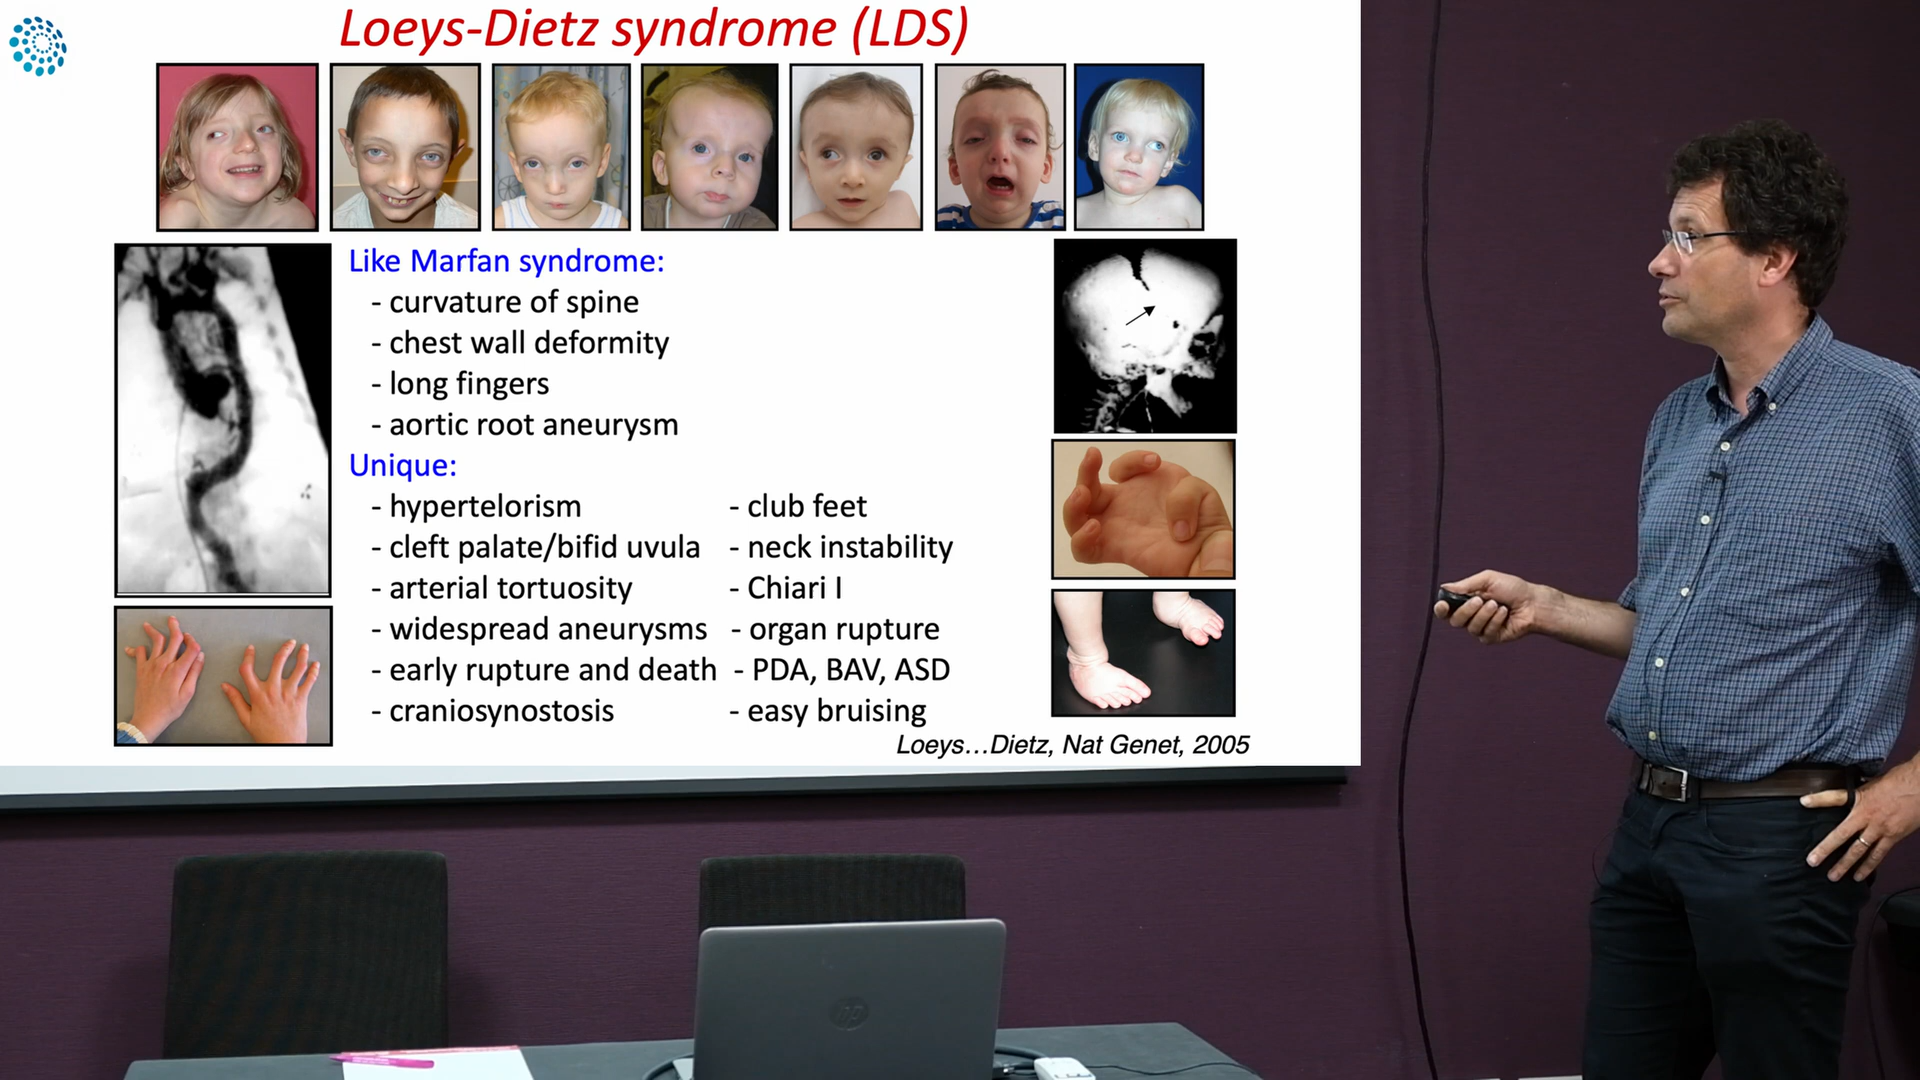 Loeys-Dietz syndrome (LDS)
Like Marfan syndrome:
- curvature of spine
- chest wall deformity
- long fingers
- aortic root aneurysm
Unique:
- hypertelorism
- cleft palate/bifid uvula
- arterial tortuosity
- widespread aneurysms
- early rupture and death
- craniosynostosis
- club feet
- neck instability
- Chiari I
- organ rupture
- PDA, BAV, ASD
- easy bruising
Loeys...Dietz, Nat Genet, 2005
hp